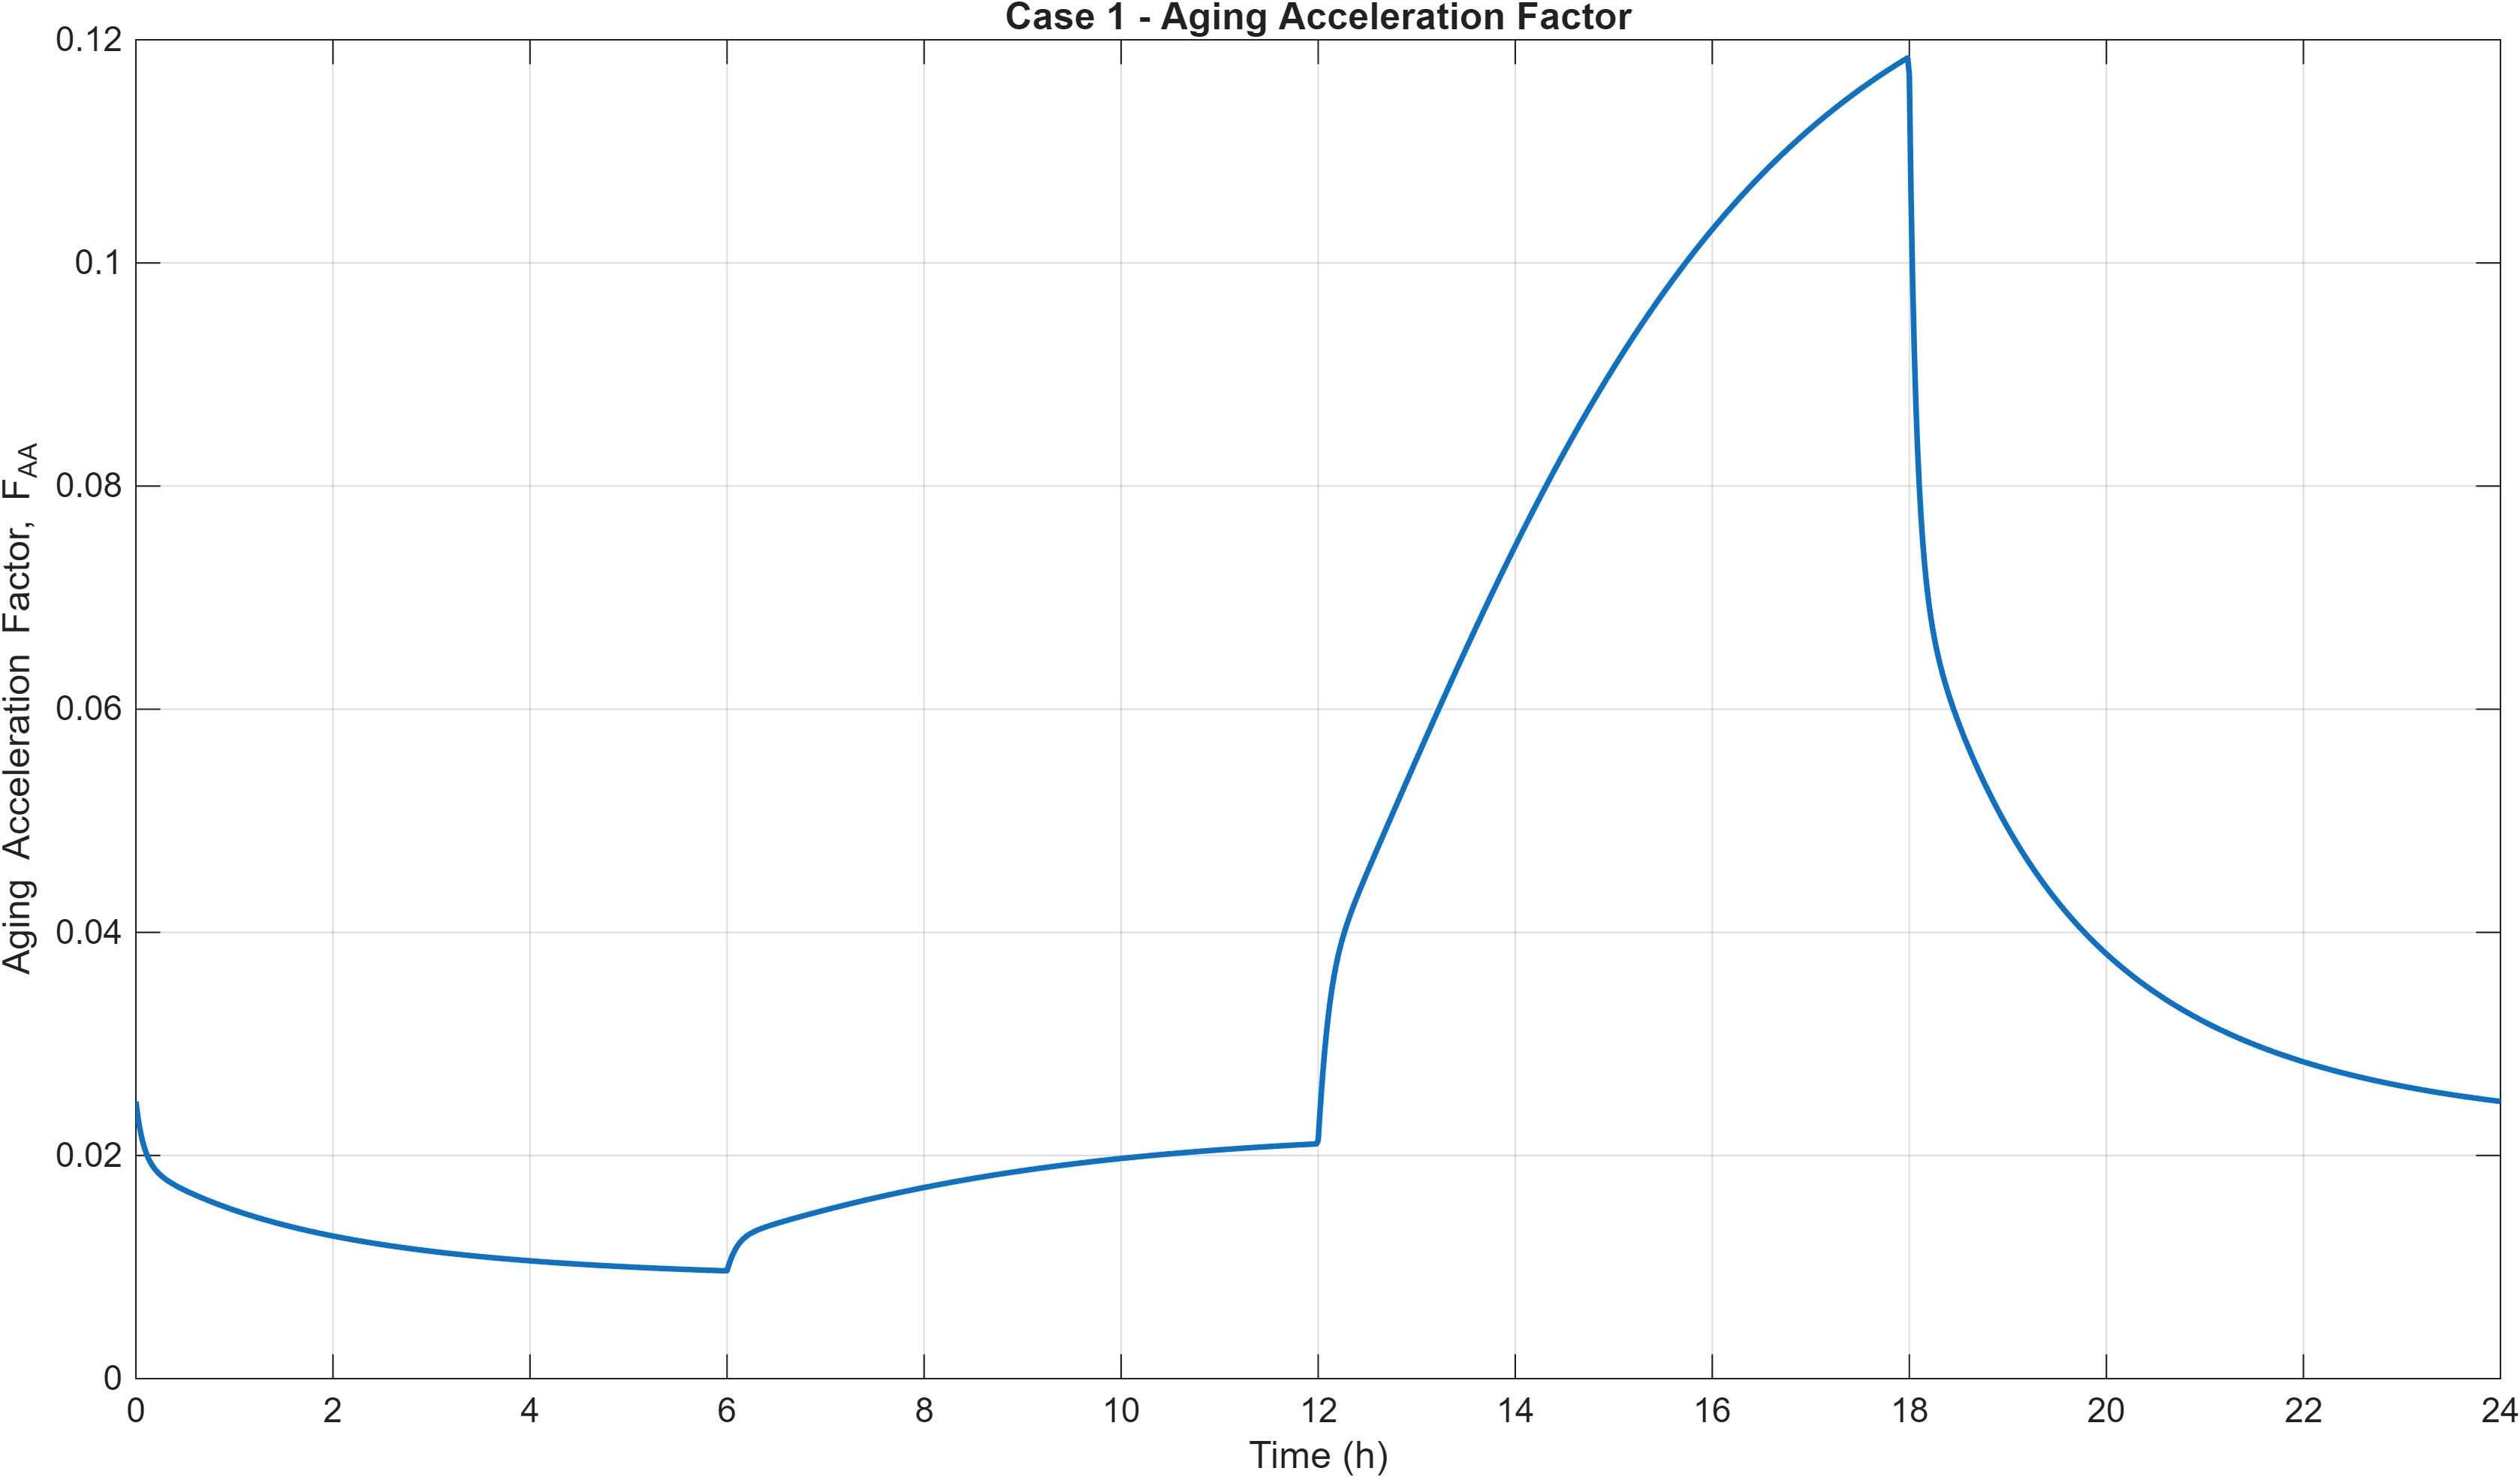 Case 1 - Aging Acceleration Factor
Aging Acceleration Factor, F_AA
0.12
0.1
0.08
0.06
0.04
0.02
0
0 2 4 6 8 10 12 14 16 18 20 22 24
Time (h)